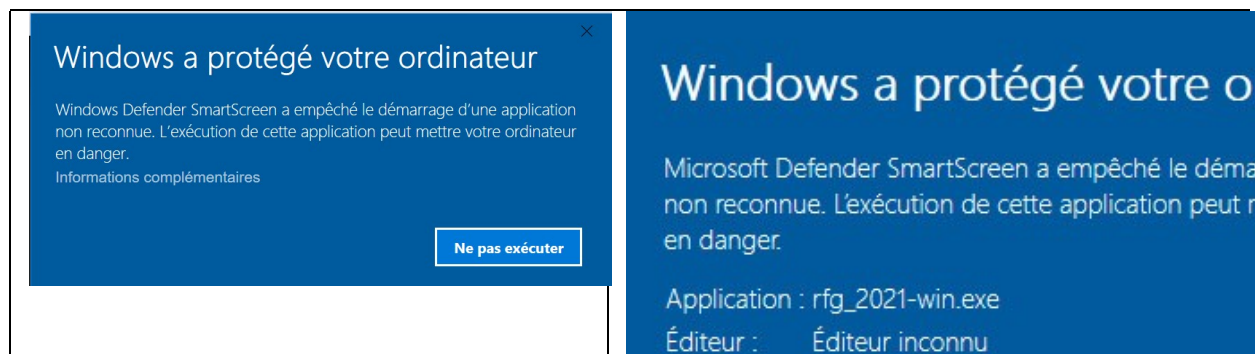 Windows a protégé votre ordinateur
Windows Defender SmartScreen a empêché le démarrage d'une application
non reconnue. L'exécution de cette application peut mettre votre ordinateur
en danger.
Informations complémentaires
Ne pas exécuter
Windows a protégé votre o
Microsoft Defender SmartScreen a empêché le déma
non reconnue. L'exécution de cette application peut
en danger.
Application : rfg_2021-win.exe
Éditeur : Éditeur inconnu